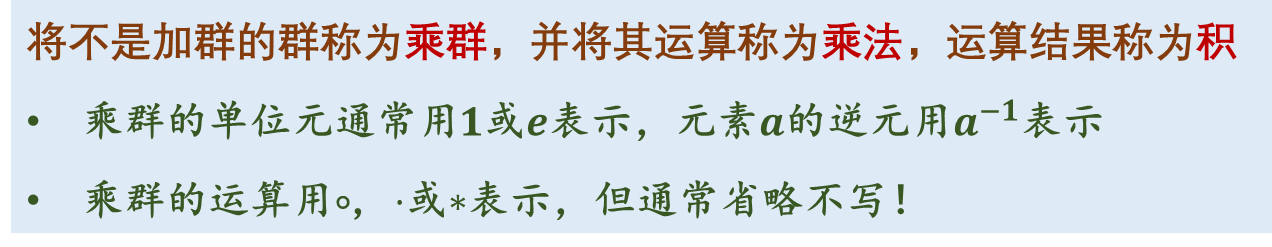 将不是加群的群称为乘群，并将其运算称为乘法，运算结果称为积
• 乘群的单位元通常用1或e表示，元素a的逆元用a⁻¹表示
• 乘群的运算用∘，·或*表示，但通常省略不写！